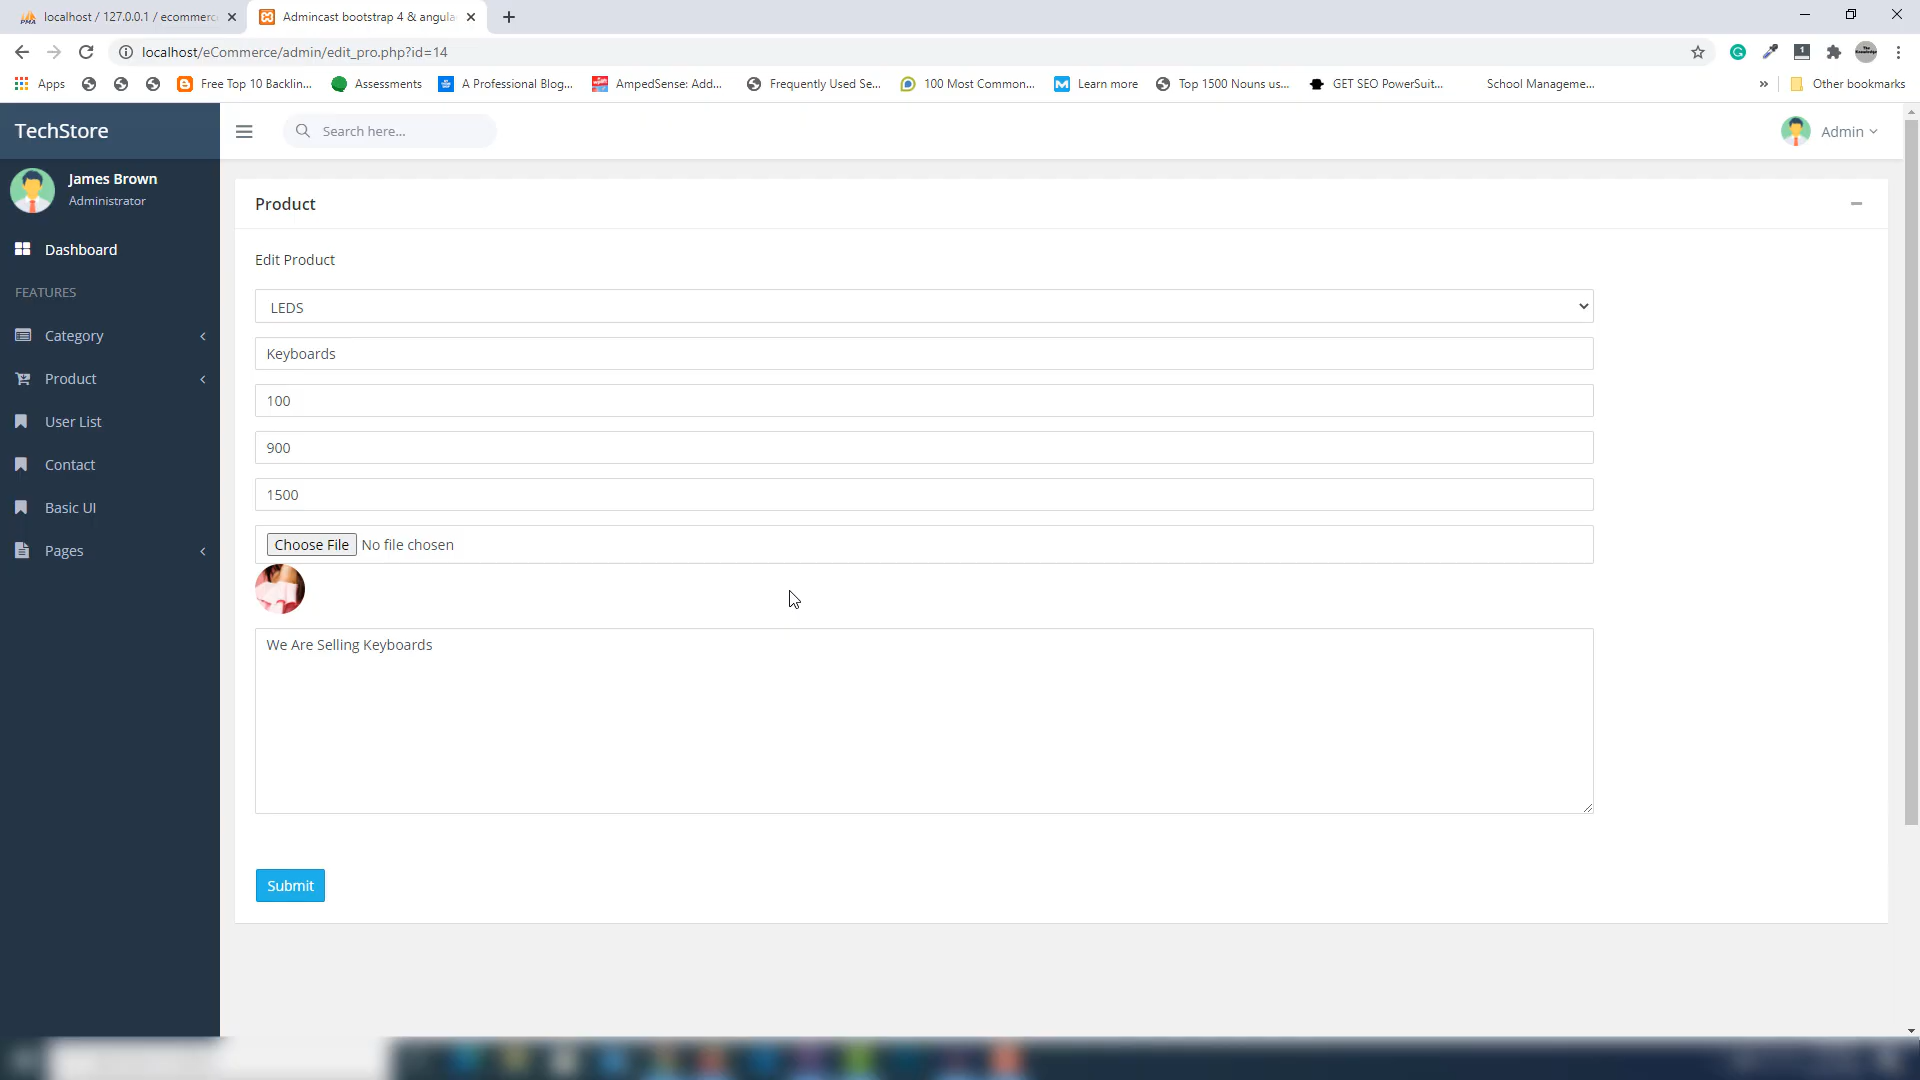 localhost / 127.0.0.1 / ecommerc
Admincast bootstrap 4 & angula
localhost/eCommerce/admin/edit_pro.php?id=14
Apps
Free Top 10 Backlin...
Assessments
A Professional Blog...
AmpedSense: Add...
Frequently Used Se...
100 Most Common...
Learn more
Top 1500 Nouns us...
GET SEO PowerSuit...
School Manageme...
»
Other bookmarks
TechStore
Search here...
Admin
James Brown
Administrator
Product
Dashboard
Edit Product
FEATURES
LEDS
Category
Keyboards
Product
100
User List
900
Contact
1500
Basic UI
Choose File No file chosen
Pages
We Are Selling Keyboards
Submit